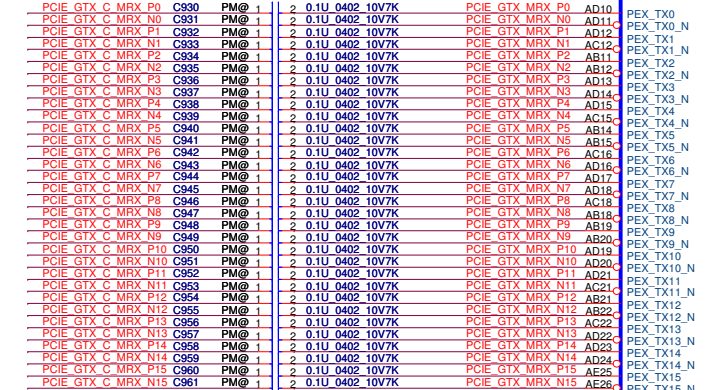 PCIE_GTX_C_MRX_P0 C930 PM@ 1 2 0.1U_0402_10V7K PCIE_GTX_MRX_P0 AD10 PEX_TX0
PCIE_GTX_C_MRX_N0 C931 PM@ 1 2 0.1U_0402_10V7K PCIE_GTX_MRX_N0 AD11 PEX_TX0_N
PCIE_GTX_C_MRX_P1 C932 PM@ 1 2 0.1U_0402_10V7K PCIE_GTX_MRX_P1 AD12 PEX_TX1
PCIE_GTX_C_MRX_N1 C933 PM@ 1 2 0.1U_0402_10V7K PCIE_GTX_MRX_N1 AC12 PEX_TX1_N
PCIE_GTX_C_MRX_P2 C934 PM@ 1 2 0.1U_0402_10V7K PCIE_GTX_MRX_P2 AB11 PEX_TX2
PCIE_GTX_C_MRX_N2 C935 PM@ 1 2 0.1U_0402_10V7K PCIE_GTX_MRX_N2 AB12 PEX_TX2_N
PCIE_GTX_C_MRX_P3 C936 PM@ 1 2 0.1U_0402_10V7K PCIE_GTX_MRX_P3 AD13 PEX_TX3
PCIE_GTX_C_MRX_N3 C937 PM@ 1 2 0.1U_0402_10V7K PCIE_GTX_MRX_N3 AD14 PEX_TX3_N
PCIE_GTX_C_MRX_P4 C938 PM@ 1 2 0.1U_0402_10V7K PCIE_GTX_MRX_P4 AD15 PEX_TX4
PCIE_GTX_C_MRX_N4 C939 PM@ 1 2 0.1U_0402_10V7K PCIE_GTX_MRX_N4 AC15 PEX_TX4_N
PCIE_GTX_C_MRX_P5 C940 PM@ 1 2 0.1U_0402_10V7K PCIE_GTX_MRX_P5 AB14 PEX_TX5
PCIE_GTX_C_MRX_N5 C941 PM@ 1 2 0.1U_0402_10V7K PCIE_GTX_MRX_N5 AB15 PEX_TX5_N
PCIE_GTX_C_MRX_P6 C942 PM@ 1 2 0.1U_0402_10V7K PCIE_GTX_MRX_P6 AC16 PEX_TX6
PCIE_GTX_C_MRX_N6 C943 PM@ 1 2 0.1U_0402_10V7K PCIE_GTX_MRX_N6 AD16 PEX_TX6_N
PCIE_GTX_C_MRX_P7 C944 PM@ 1 2 0.1U_0402_10V7K PCIE_GTX_MRX_P7 AD17 PEX_TX7
PCIE_GTX_C_MRX_N7 C945 PM@ 1 2 0.1U_0402_10V7K PCIE_GTX_MRX_N7 AD18 PEX_TX7_N
PCIE_GTX_C_MRX_P8 C946 PM@ 1 2 0.1U_0402_10V7K PCIE_GTX_MRX_P8 AC18 PEX_TX8
PCIE_GTX_C_MRX_N8 C947 PM@ 1 2 0.1U_0402_10V7K PCIE_GTX_MRX_N8 AB18 PEX_TX8_N
PCIE_GTX_C_MRX_P9 C948 PM@ 1 2 0.1U_0402_10V7K PCIE_GTX_MRX_P9 AB19 PEX_TX9
PCIE_GTX_C_MRX_N9 C949 PM@ 1 2 0.1U_0402_10V7K PCIE_GTX_MRX_N9 AB20 PEX_TX9_N
PCIE_GTX_C_MRX_P10 C950 PM@ 1 2 0.1U_0402_10V7K PCIE_GTX_MRX_P10 AD19 PEX_TX10
PCIE_GTX_C_MRX_N10 C951 PM@ 1 2 0.1U_0402_10V7K PCIE_GTX_MRX_N10 AD20 PEX_TX10_N
PCIE_GTX_C_MRX_P11 C952 PM@ 1 2 0.1U_0402_10V7K PCIE_GTX_MRX_P11 AD21 PEX_TX11
PCIE_GTX_C_MRX_N11 C953 PM@ 1 2 0.1U_0402_10V7K PCIE_GTX_MRX_N11 AC21 PEX_TX11_N
PCIE_GTX_C_MRX_P12 C954 PM@ 1 2 0.1U_0402_10V7K PCIE_GTX_MRX_P12 AB21 PEX_TX12
PCIE_GTX_C_MRX_N12 C955 PM@ 1 2 0.1U_0402_10V7K PCIE_GTX_MRX_N12 AB22 PEX_TX12_N
PCIE_GTX_C_MRX_P13 C956 PM@ 1 2 0.1U_0402_10V7K PCIE_GTX_MRX_P13 AC22 PEX_TX13
PCIE_GTX_C_MRX_N13 C957 PM@ 1 2 0.1U_0402_10V7K PCIE_GTX_MRX_N13 AD22 PEX_TX13_N
PCIE_GTX_C_MRX_P14 C958 PM@ 1 2 0.1U_0402_10V7K PCIE_GTX_MRX_P14 AD23 PEX_TX14
PCIE_GTX_C_MRX_N14 C959 PM@ 1 2 0.1U_0402_10V7K PCIE_GTX_MRX_N14 AD24 PEX_TX14_N
PCIE_GTX_C_MRX_P15 C960 PM@ 1 2 0.1U_0402_10V7K PCIE_GTX_MRX_P15 AE25 PEX_TX15
PCIE_GTX_C_MRX_N15 C961 PM@ 1 2 0.1U_0402_10V7K PCIE_GTX_MRX_N15 AE26 PEX_TX15_N